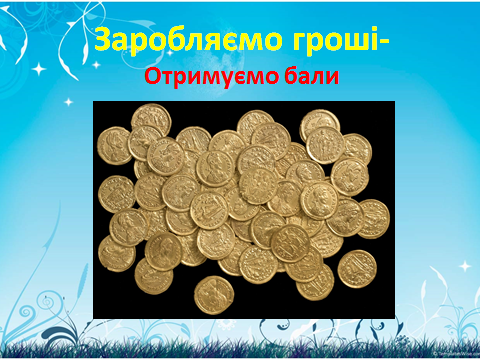 Заробляємо гроші-
Отримуємо бали